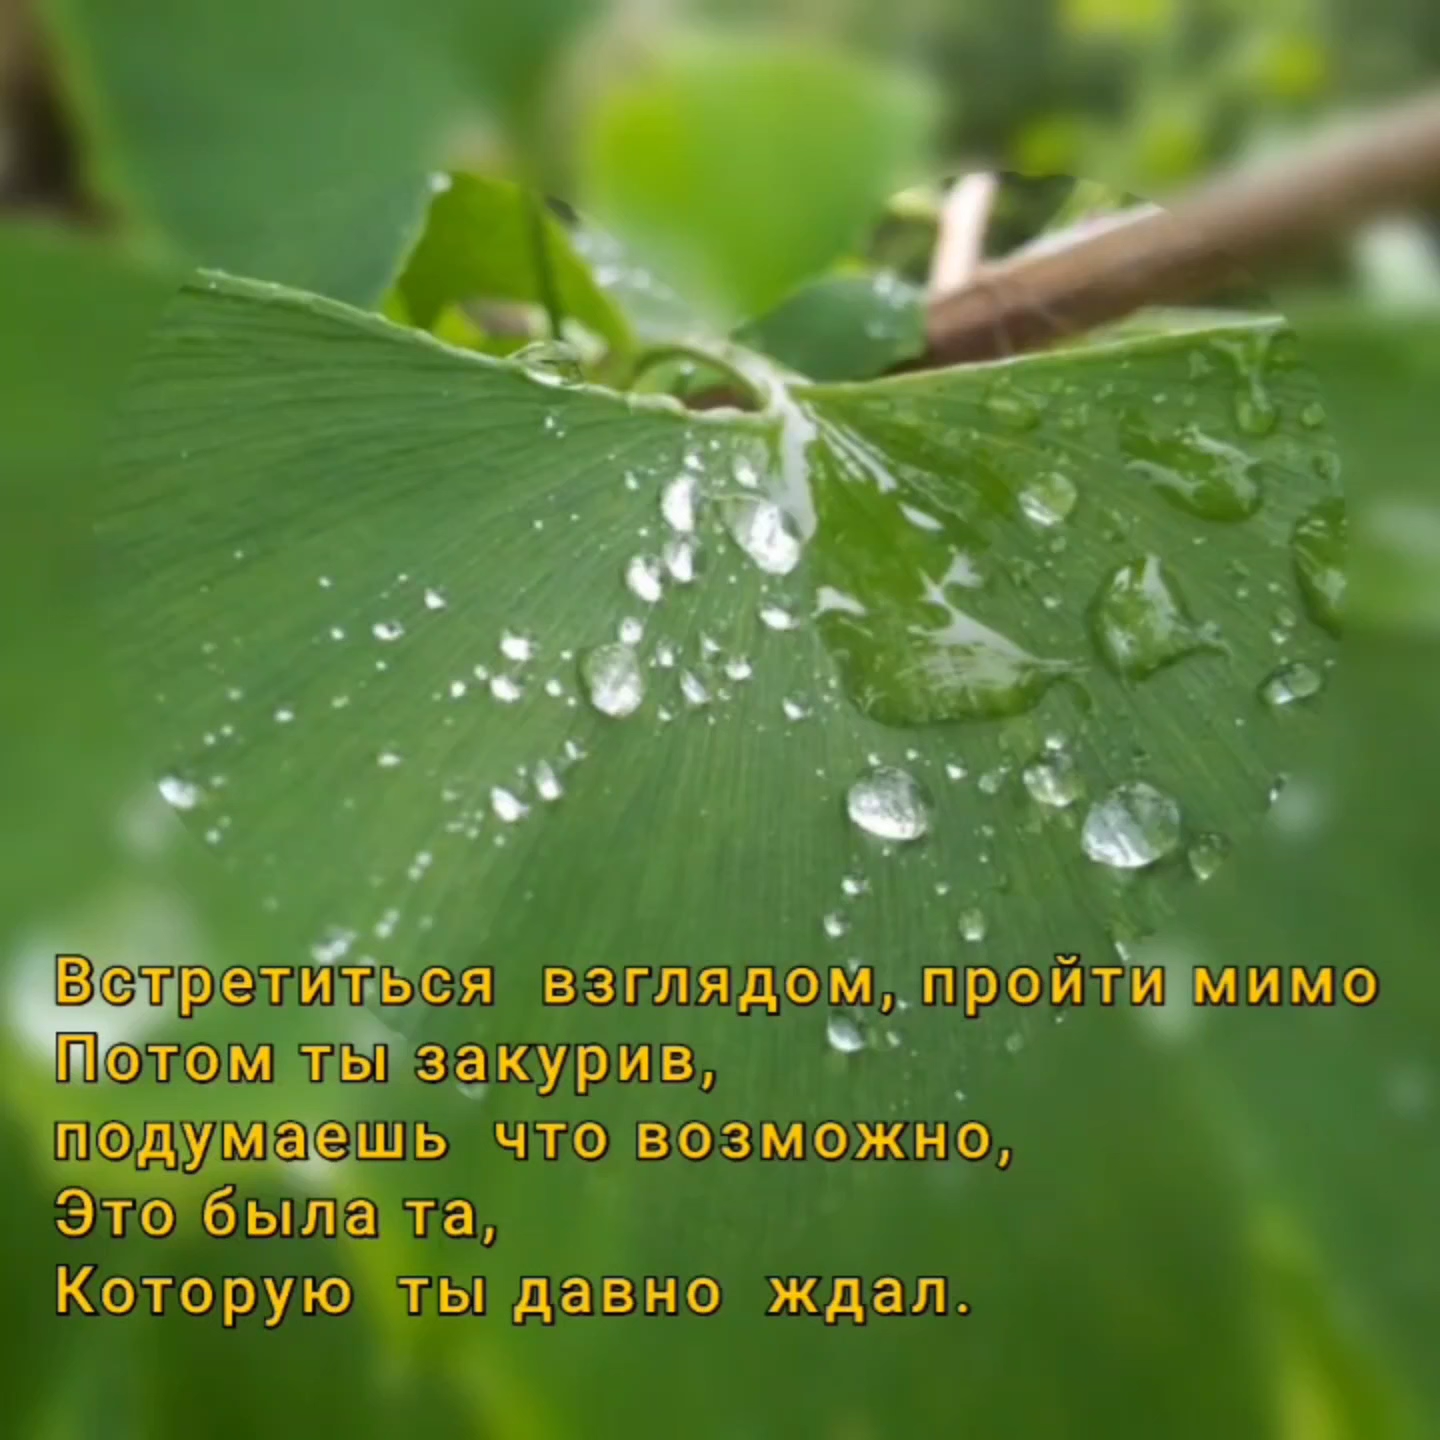 Встретиться взглядом, пройти мимо
Потом ты закурив,
подумаешь что возможно,
Это была та,
Которую ты давно ждал.